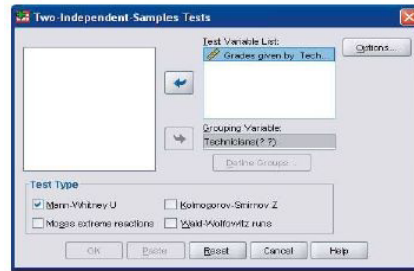 Two-Independent-Samples Tests
Test Variable List:
Grades given by Tech...
Options...
Grouping Variable:
Technicians(? ?)
Define Groups...
Test Type
Mann-Whitney U
Kolmogorov-Smirnov Z
Moses extreme reactions
Wald-Wolfowitz runs
OK
Paste
Reset
Cancel
Help